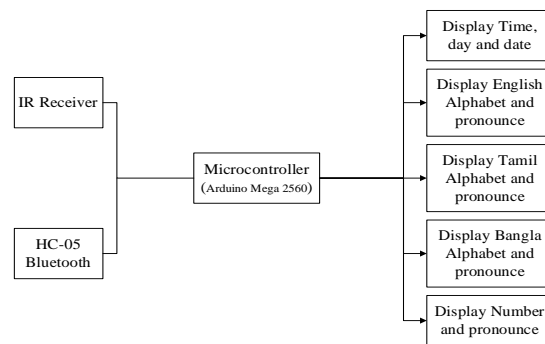 IR Receiver
HC-05
Bluetooth
Microcontroller
(Arduino Mega 2560)
Display Time,
day and date
Display English
Alphabet and
pronounce
Display Tamil
Alphabet and
pronounce
Display Bangla
Alphabet and
pronounce
Display Number
and pronounce